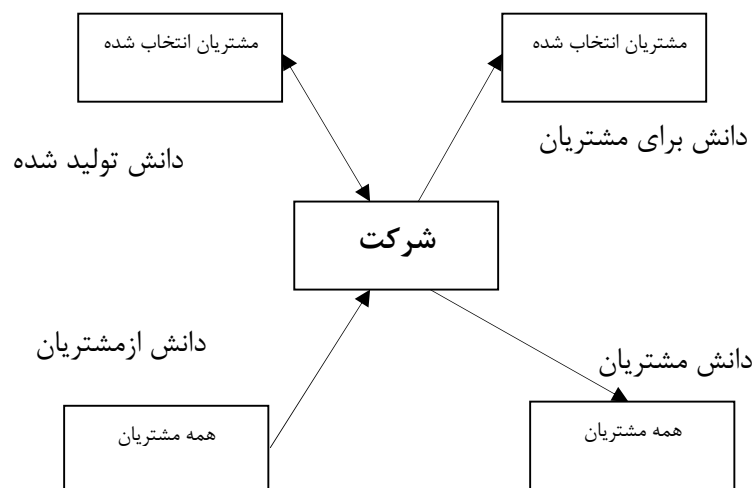 مشتریان انتخاب شده
مشتریان انتخاب شده
دانش برای مشتریان
دانش تولید شده
شرکت
دانش ازمشتریان
دانش مشتریان
همه مشتریان
همه مشتریان